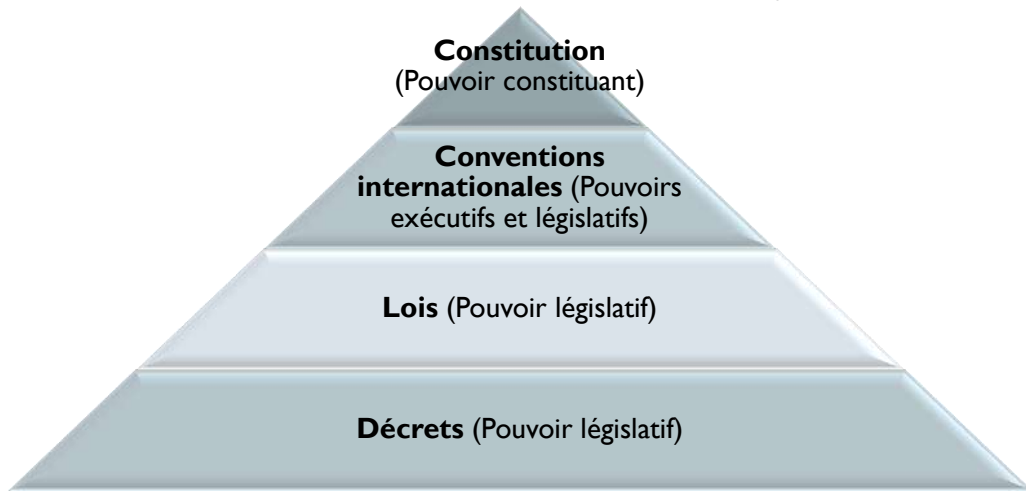 Constitution
(Pouvoir constituant)
Conventions
internationales (Pouvoirs
exécutifs et législatifs)
Lois (Pouvoir législatif)
Décrets (Pouvoir législatif)